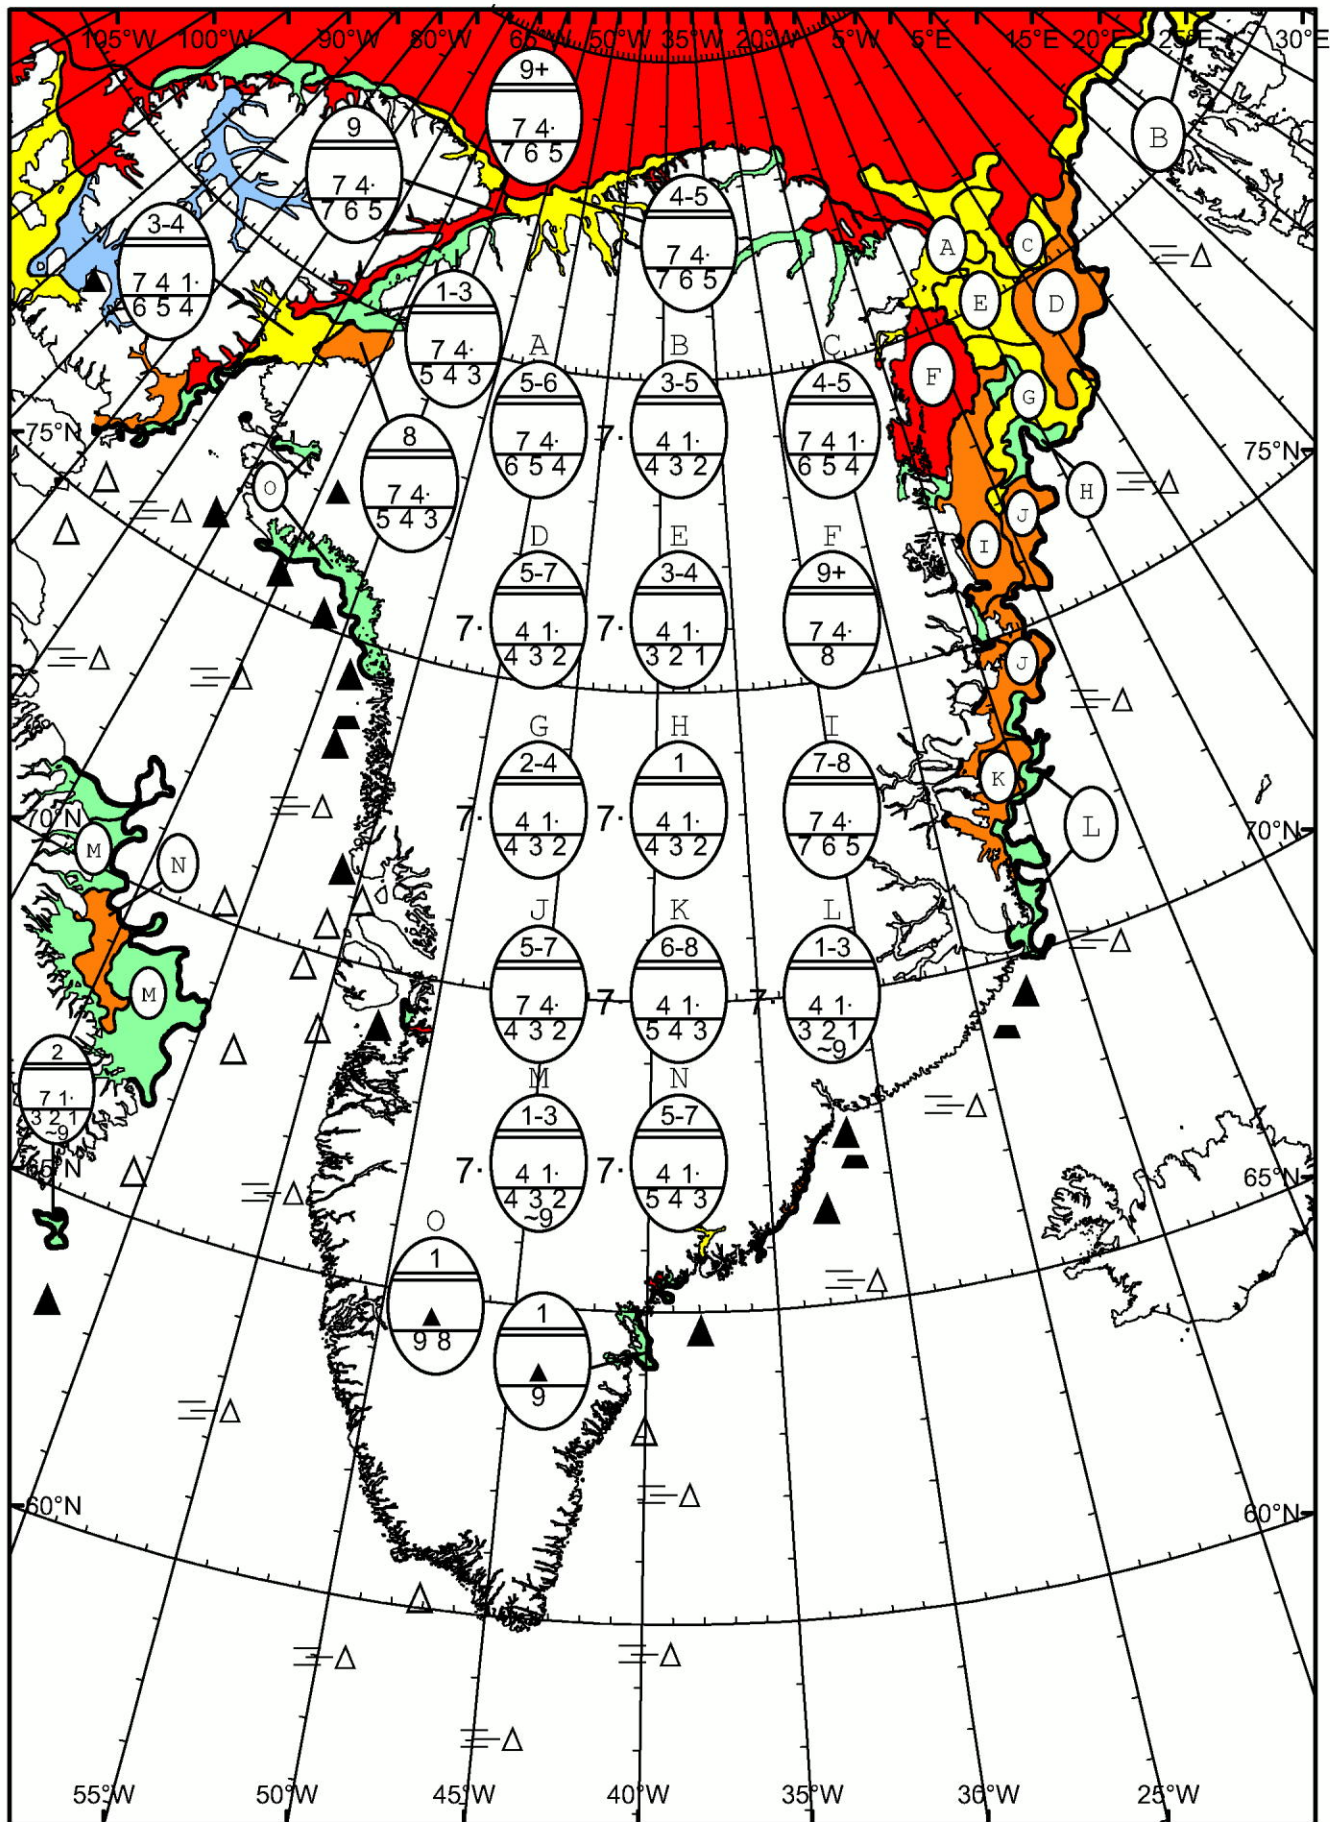 105°W 100°W 90°W 80°W 65°W 50°W 35°W 20°W 5°W 5°E 15°E 20°E 25°E 30°E
9+
7 4·
7 6 5
B
9
7 4·
7 6 5
4-5
7 4·
7 6 5
3-4
7 4 1·
6 5 4
A
C
E
D
1-3
7 4·
5 4 3
F
G
8
7 4·
5 4 3
75°N
75°N
O
H
J
I
A
5-6
7 4·
6 5 4
B
3-5
7· 4 1·
4 3 2
C
4-5
7 4 1·
6 5 4
D
5-7
7· 4 1·
4 3 2
E
3-4
7· 4 1·
3 2 1
F
9+
7 4·
8
J
G
2-4
7· 4 1·
4 3 2
H
1
7· 4 1·
4 3 2
I
7-8
7 4·
7 6 5
K
L
70°N
70°N
M
N
M
J
5-7
7 4·
4 3 2
K
6-8
7· 4 1·
5 4 3
L
1-3
7· 4 1·
3 2 1
~9
2
7 1·
3 2 1
~9
65°N
65°N
M
1-3
7· 4 1·
4 3 2
~9
N
5-7
7· 4 1·
5 4 3
O
1
9 8
1
9
60°N
60°N
55°W 50°W 45°W 40°W 35°W 30°W 25°W